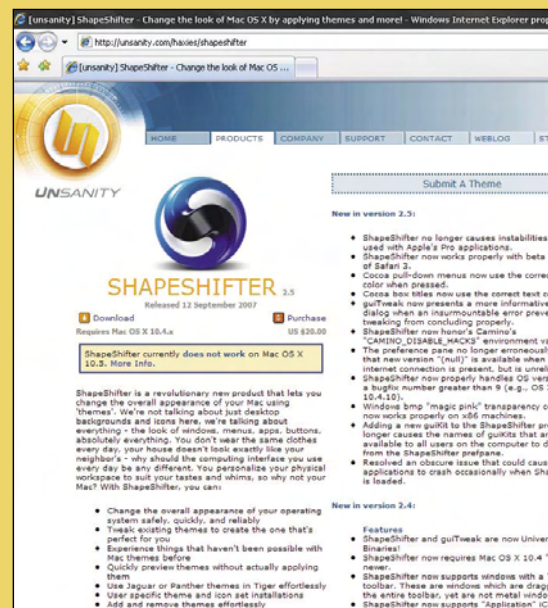 [unsanity] ShapeShifter - Change the look of Mac OS X by applying themes and more! - Windows Internet Explorer prop
http://unsanity.com/haxies/shapeshifter
[unsanity] ShapeShifter - Change the look of Mac OS ...
HOME PRODUCTS COMPANY SUPPORT CONTACT WEBLOG ST
UNSANITY
SHAPESHIFTER 2.5
Released 12 September 2007
Download Purchase
Requires Mac OS X 10.4.x US $20.00
ShapeShifter currently does not work on Mac OS X
10.5. More Info.
ShapeShifter is a revolutionary new product that lets you
change the overall appearance of your Mac using
'themes'. We're not talking about just desktop
backgrounds and icons here, we're talking about
everything - the look of windows, menus, apps, buttons,
absolutely everything. You don't wear the same clothes
every day, your house doesn't look exactly like your
neighbor's - why should the computing interface you use
every day be any different. You personalize your physical
workspace to suit your tastes and whims, so why not your
Mac? With ShapeShifter, you can:
Change the overall appearance of your operating
system safely, quickly, and reliably
Tweak existing themes to create the one that's
perfect for you
Experience things that haven't been possible with
Mac themes before
Quickly preview themes without actually applying
them
Use Jaguar or Panther themes in Tiger effortlessly
User specific theme and icon set installations
Add and remove themes effortlessly
Submit A Theme
New in version 2.5:
ShapeShifter no longer causes instabilities
used with Apple's Pro applications.
ShapeShifter now works properly with beta
of Safari 3.
Cocoa pull-down menus now use the correc
color when pressed.
Cocoa box titles now use the correct text c
guiTweak now presents a more informative
dialog when an insurmountable error preve
tweaking from concluding properly.
ShapeShifter now honor's Camino's
"CAMINO_DISABLE_HACKS" environment va
The preference pane no longer erroneously
that new version "(null)" is available when
internet connection is present, but is unreli
ShapeShifter now properly handles OS vers
a bugfix number greater than 9 (e.g., OS X
10.4.10).
Windows bmp "magic pink" transparency o
now works properly on x86 machines.
Adding a new guiKit to the ShapeShifter pre
longer causes the names of guiKits that are
available to all users on the computer to d
from the ShapeShifter prefpane.
Resolved an obscure issue that could caus
applications to crash occasionally when Sha
is loaded.
New in version 2.4:
Features
ShapeShifter and guiTweak are now Univer
Binaries!
ShapeShifter now requires Mac OS X 10.4 "
newer.
ShapeShifter now supports windows with a "
toolbar. These are windows which are dragg
the entire toolbar, yet are not metal windo
ShapeShifter now supports "Application" IC